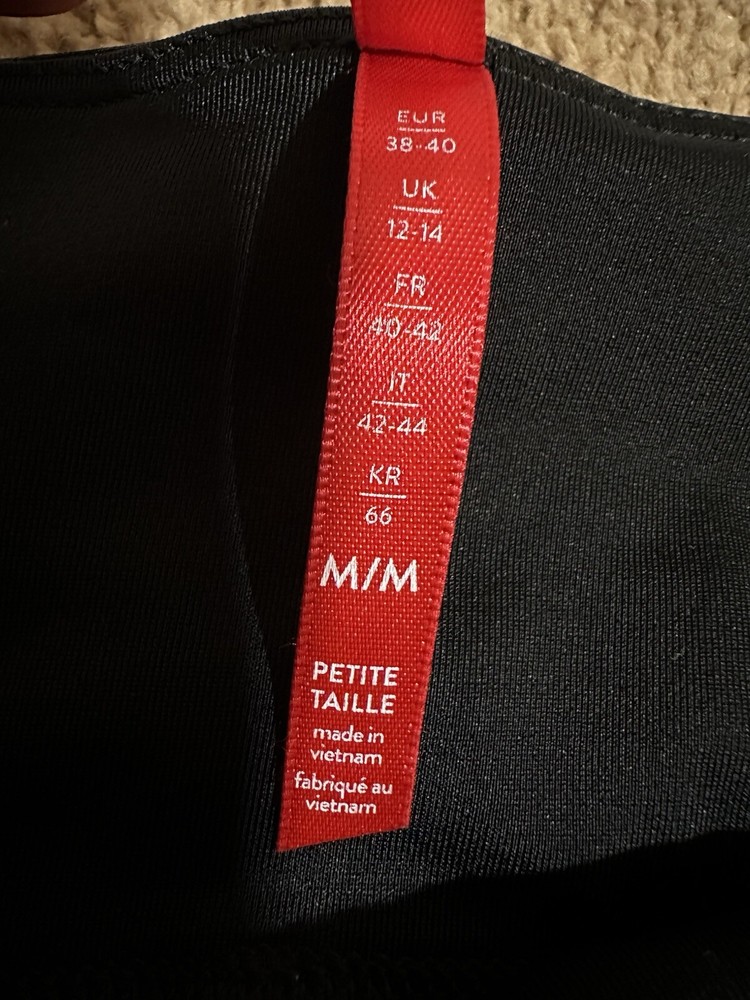 EUR
38-40
UK
12-14
FR
40-42
IT
42-44
KR
66
M/M
PETITE
TAILLE
made in
vietnam
fabriqué au
vietnam